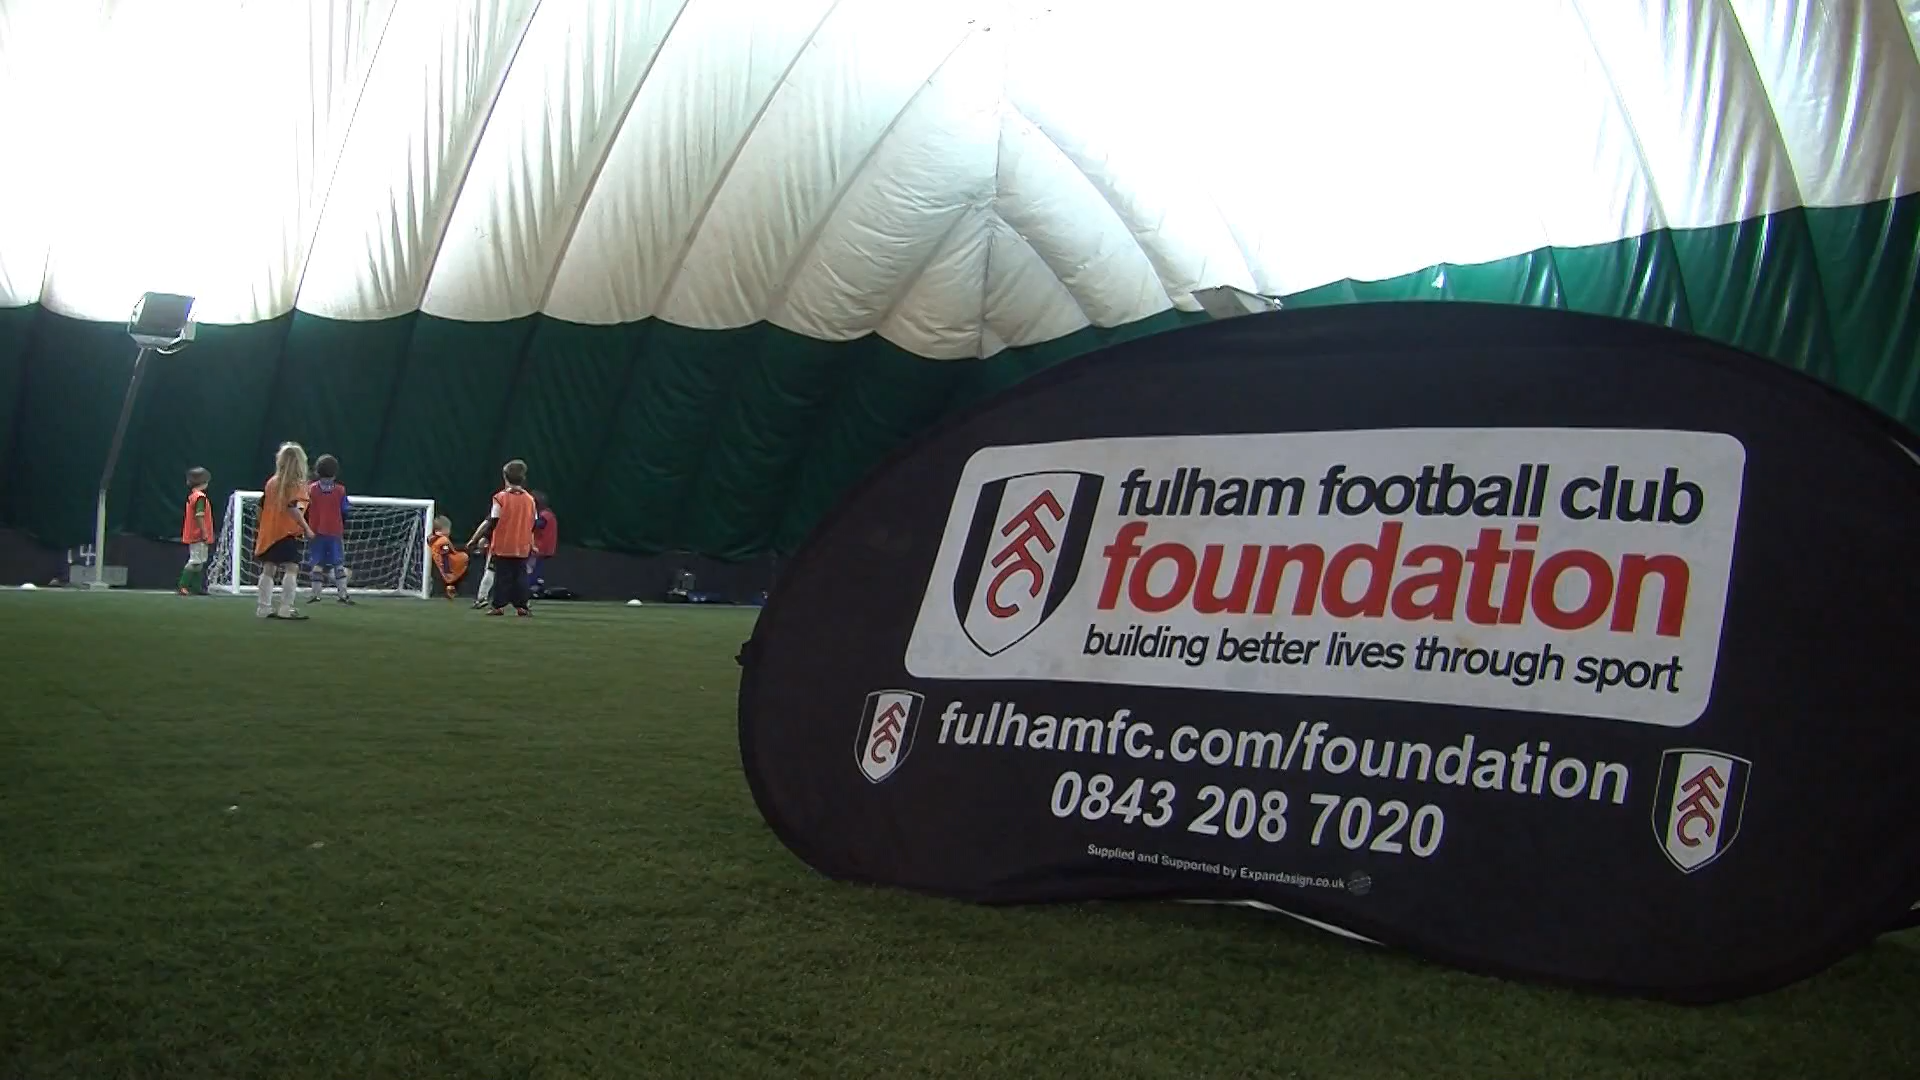 FFC
fulham football club
foundation
building better lives through sport
FFC
fulhamfc.com/foundation
FFC
0843 208 7020
Supplied and Supported by Expandasign.co.uk